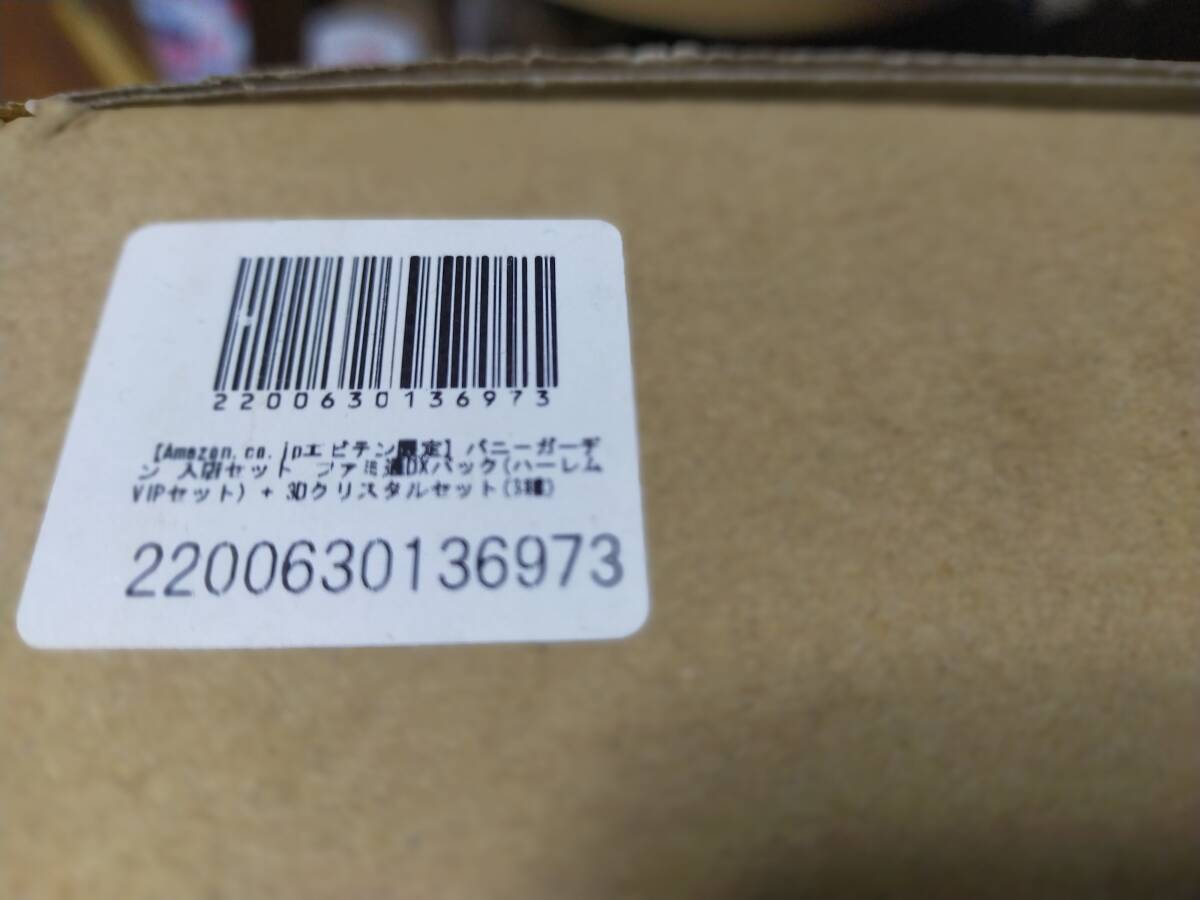 2200630136973
【Amazon.co.jpエビテン限定】バニーガーデ
ン 入店セット ファミ通DXパック(ハーレム
VIPセット) + 3Dクリスタルセット(S
2200630136973